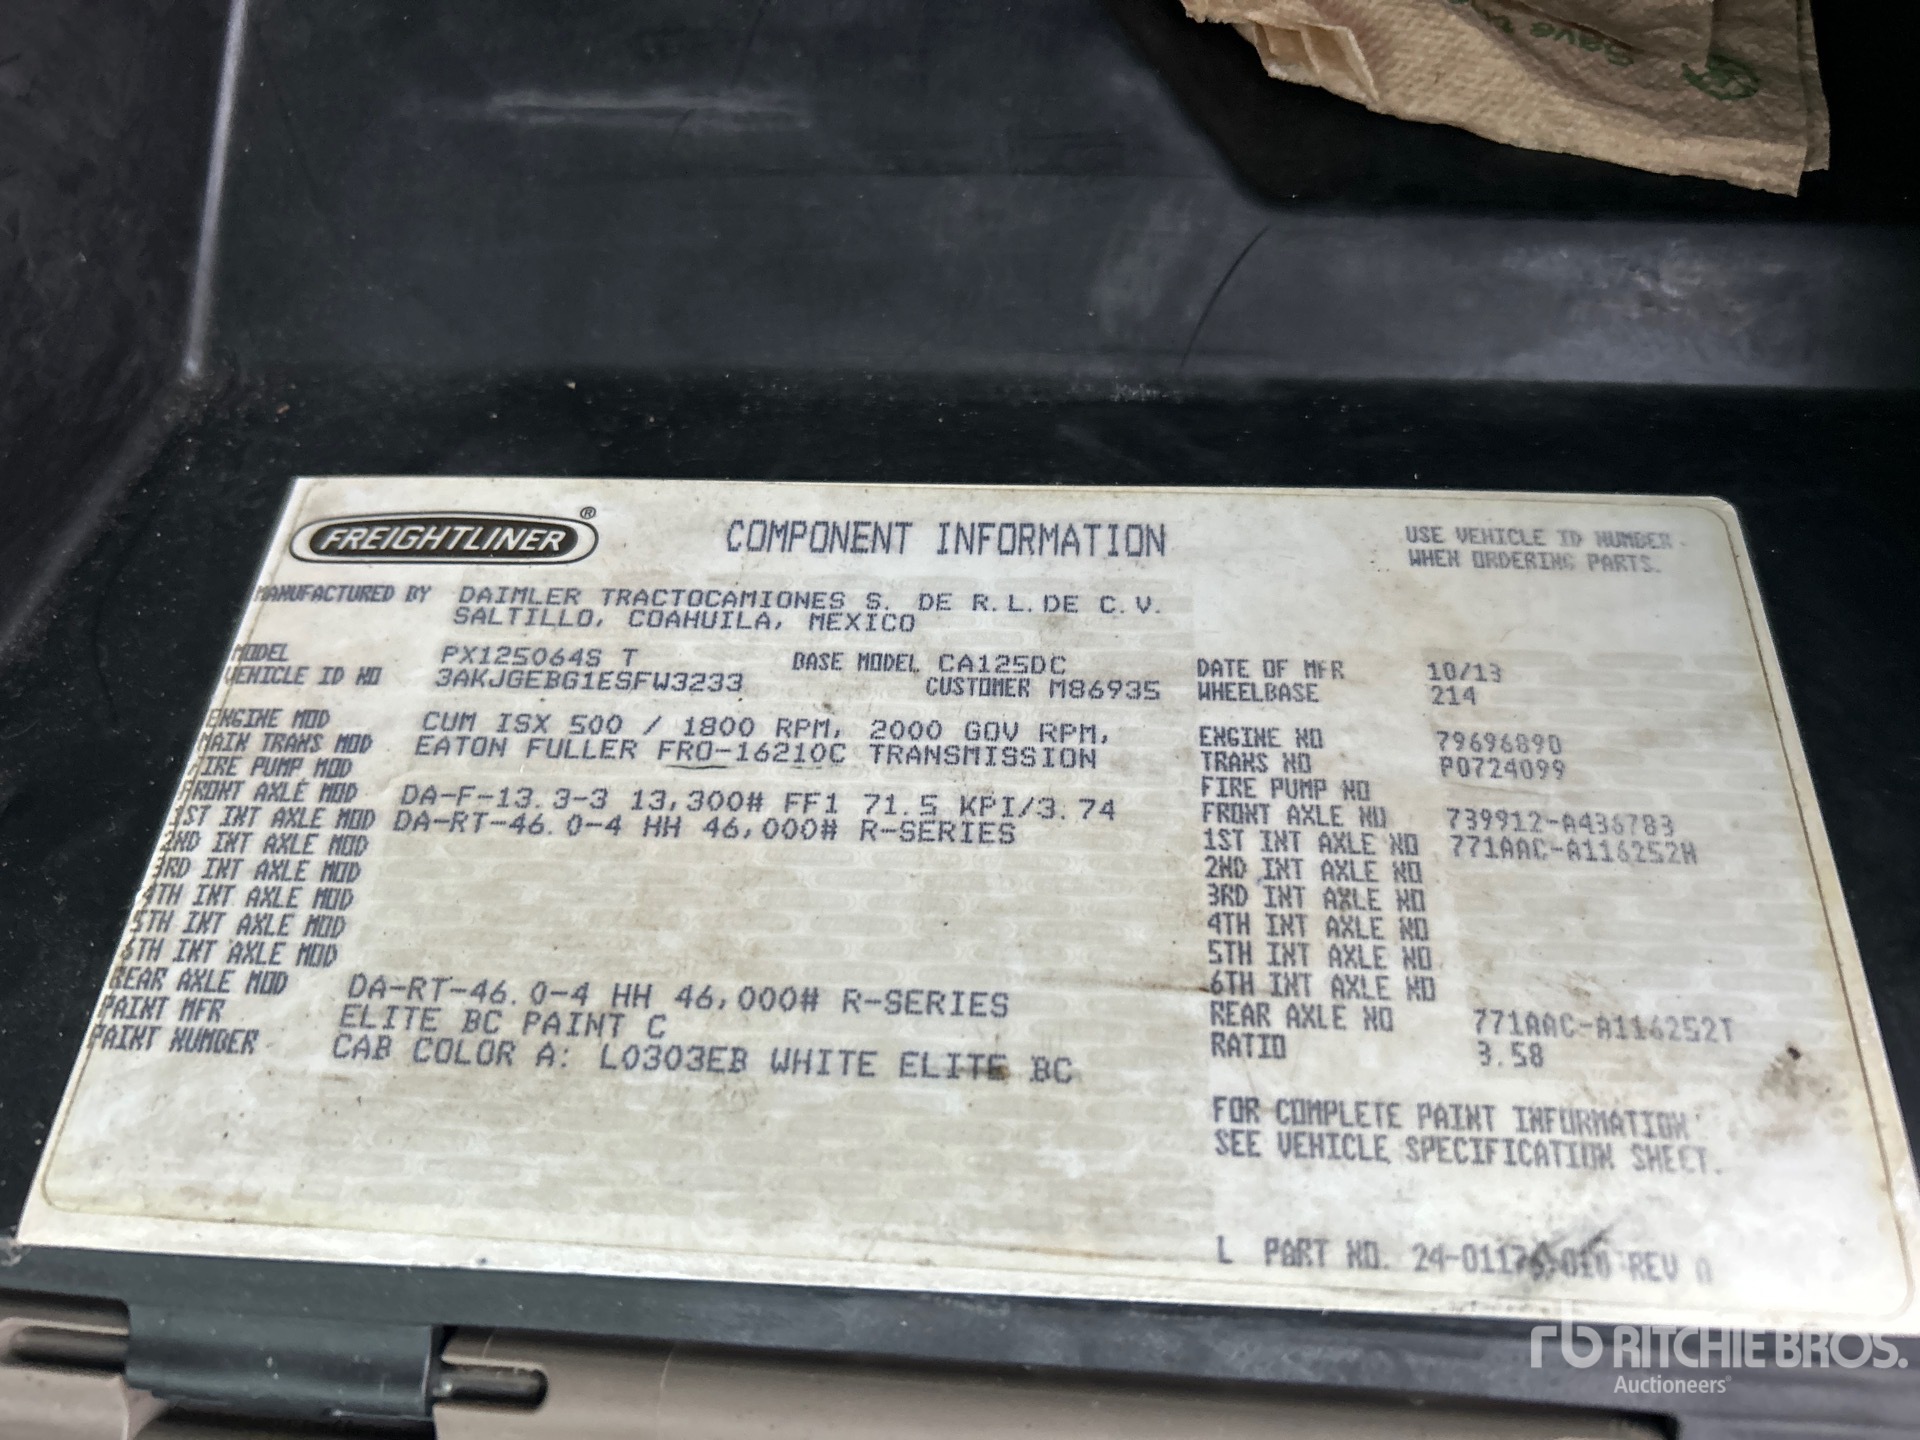 Save the
FREIGHTLINER®
COMPONENT INFORMATION
USE VEHICLE ID NUMBER
WHEN ORDERING PARTS.
MANUFACTURED BY DAIMLER TRACTOCAMIONES S. DE R.L.DE C.V.
SALTILLO, COAHUILA, MEXICO
MODEL PX125064S T BASE MODEL CA125DC DATE OF MFR 10/13
VEHICLE ID NO 3AKJGEBG1ESFW3233 CUSTOMER M86935 WHEELBASE 214
ENGINE MOD CUM ISX 500 / 1800 RPM, 2000 GOV RPM, ENGINE NO 79696890
MAIN TRANS MOD EATON FULLER FRO-16210C TRANSMISSION TRANS NO P0724099
FIRE PUMP MOD FIRE PUMP NO
FRONT AXLE MOD DA-F-13.3-3 13,300# FF1 71.5 KPI/3.74 FRONT AXLE NO 739912-A436783
1ST INT AXLE MOD DA-RT-46.0-4 HH 46,000# R-SERIES 1ST INT AXLE NO 771AAC-A116252H
2ND INT AXLE MOD 2ND INT AXLE NO
3RD INT AXLE MOD 3RD INT AXLE NO
4TH INT AXLE MOD 4TH INT AXLE NO
5TH INT AXLE MOD 5TH INT AXLE NO
6TH INT AXLE MOD 6TH INT AXLE NO
REAR AXLE MOD DA-RT-46.0-4 HH 46,000# R-SERIES REAR AXLE NO 771AAC-A116252T
PAINT MFR ELITE BC PAINT C RATIO 3.58
PAINT NUMBER CAB COLOR A: L0303EB WHITE ELITE BC
FOR COMPLETE PAINT INFORMATION
SEE VEHICLE SPECIFICATION SHEET.
L PART NO. 24-01176-010 REV A
rb RITCHIE BROS.
Auctioneers